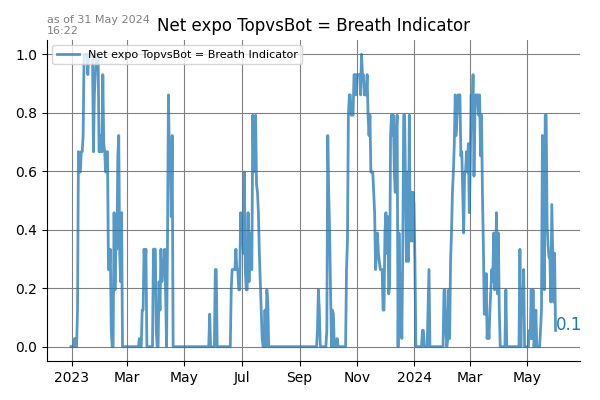 as of 31 May 2024
16:22
Net expo TopvsBot = Breath Indicator
Net expo TopvsBot = Breath Indicator
1.0
0.8
0.6
0.4
0.2
0.0
0.1
2023 Mar May Jul Sep Nov 2024 Mar May